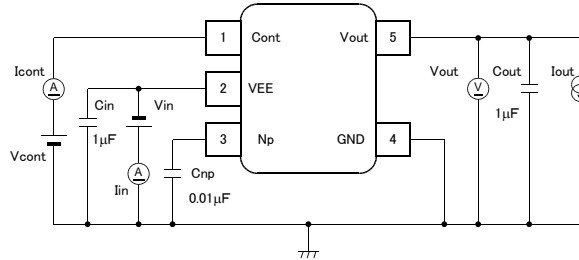 1 Cont Vout 5
Icont
A
Vout Cout Iout
Cin Vin
2 VEE
V
1μF
1μF
3 Np GND 4
Vcont
A
Iin
Cnp
0.01μF